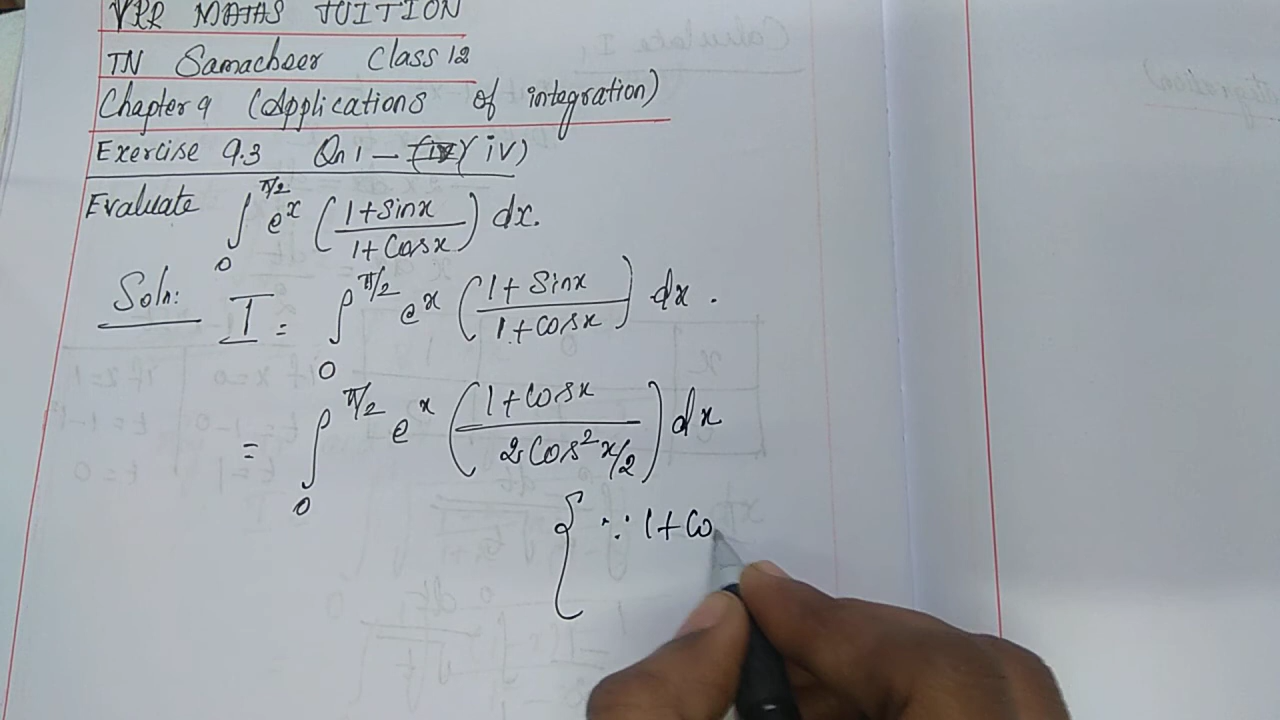 VRR MATHS TUITION
TN Samacheer Class 12
Chapter 9 (Applications of integration)
Exercise 9.3 Qn 1 – (iv)
Evaluate ∫₀^(π/2) e^x ((1+Sinx)/(1+Cosx)) dx.
Soln: I = ∫₀^(π/2) e^x ((1+Sinx)/(1+Cosx)) dx.
= ∫₀^(π/2) e^x ((1+Cosx)/(2Cos²x/2)) dx
{ ∵ 1+Co